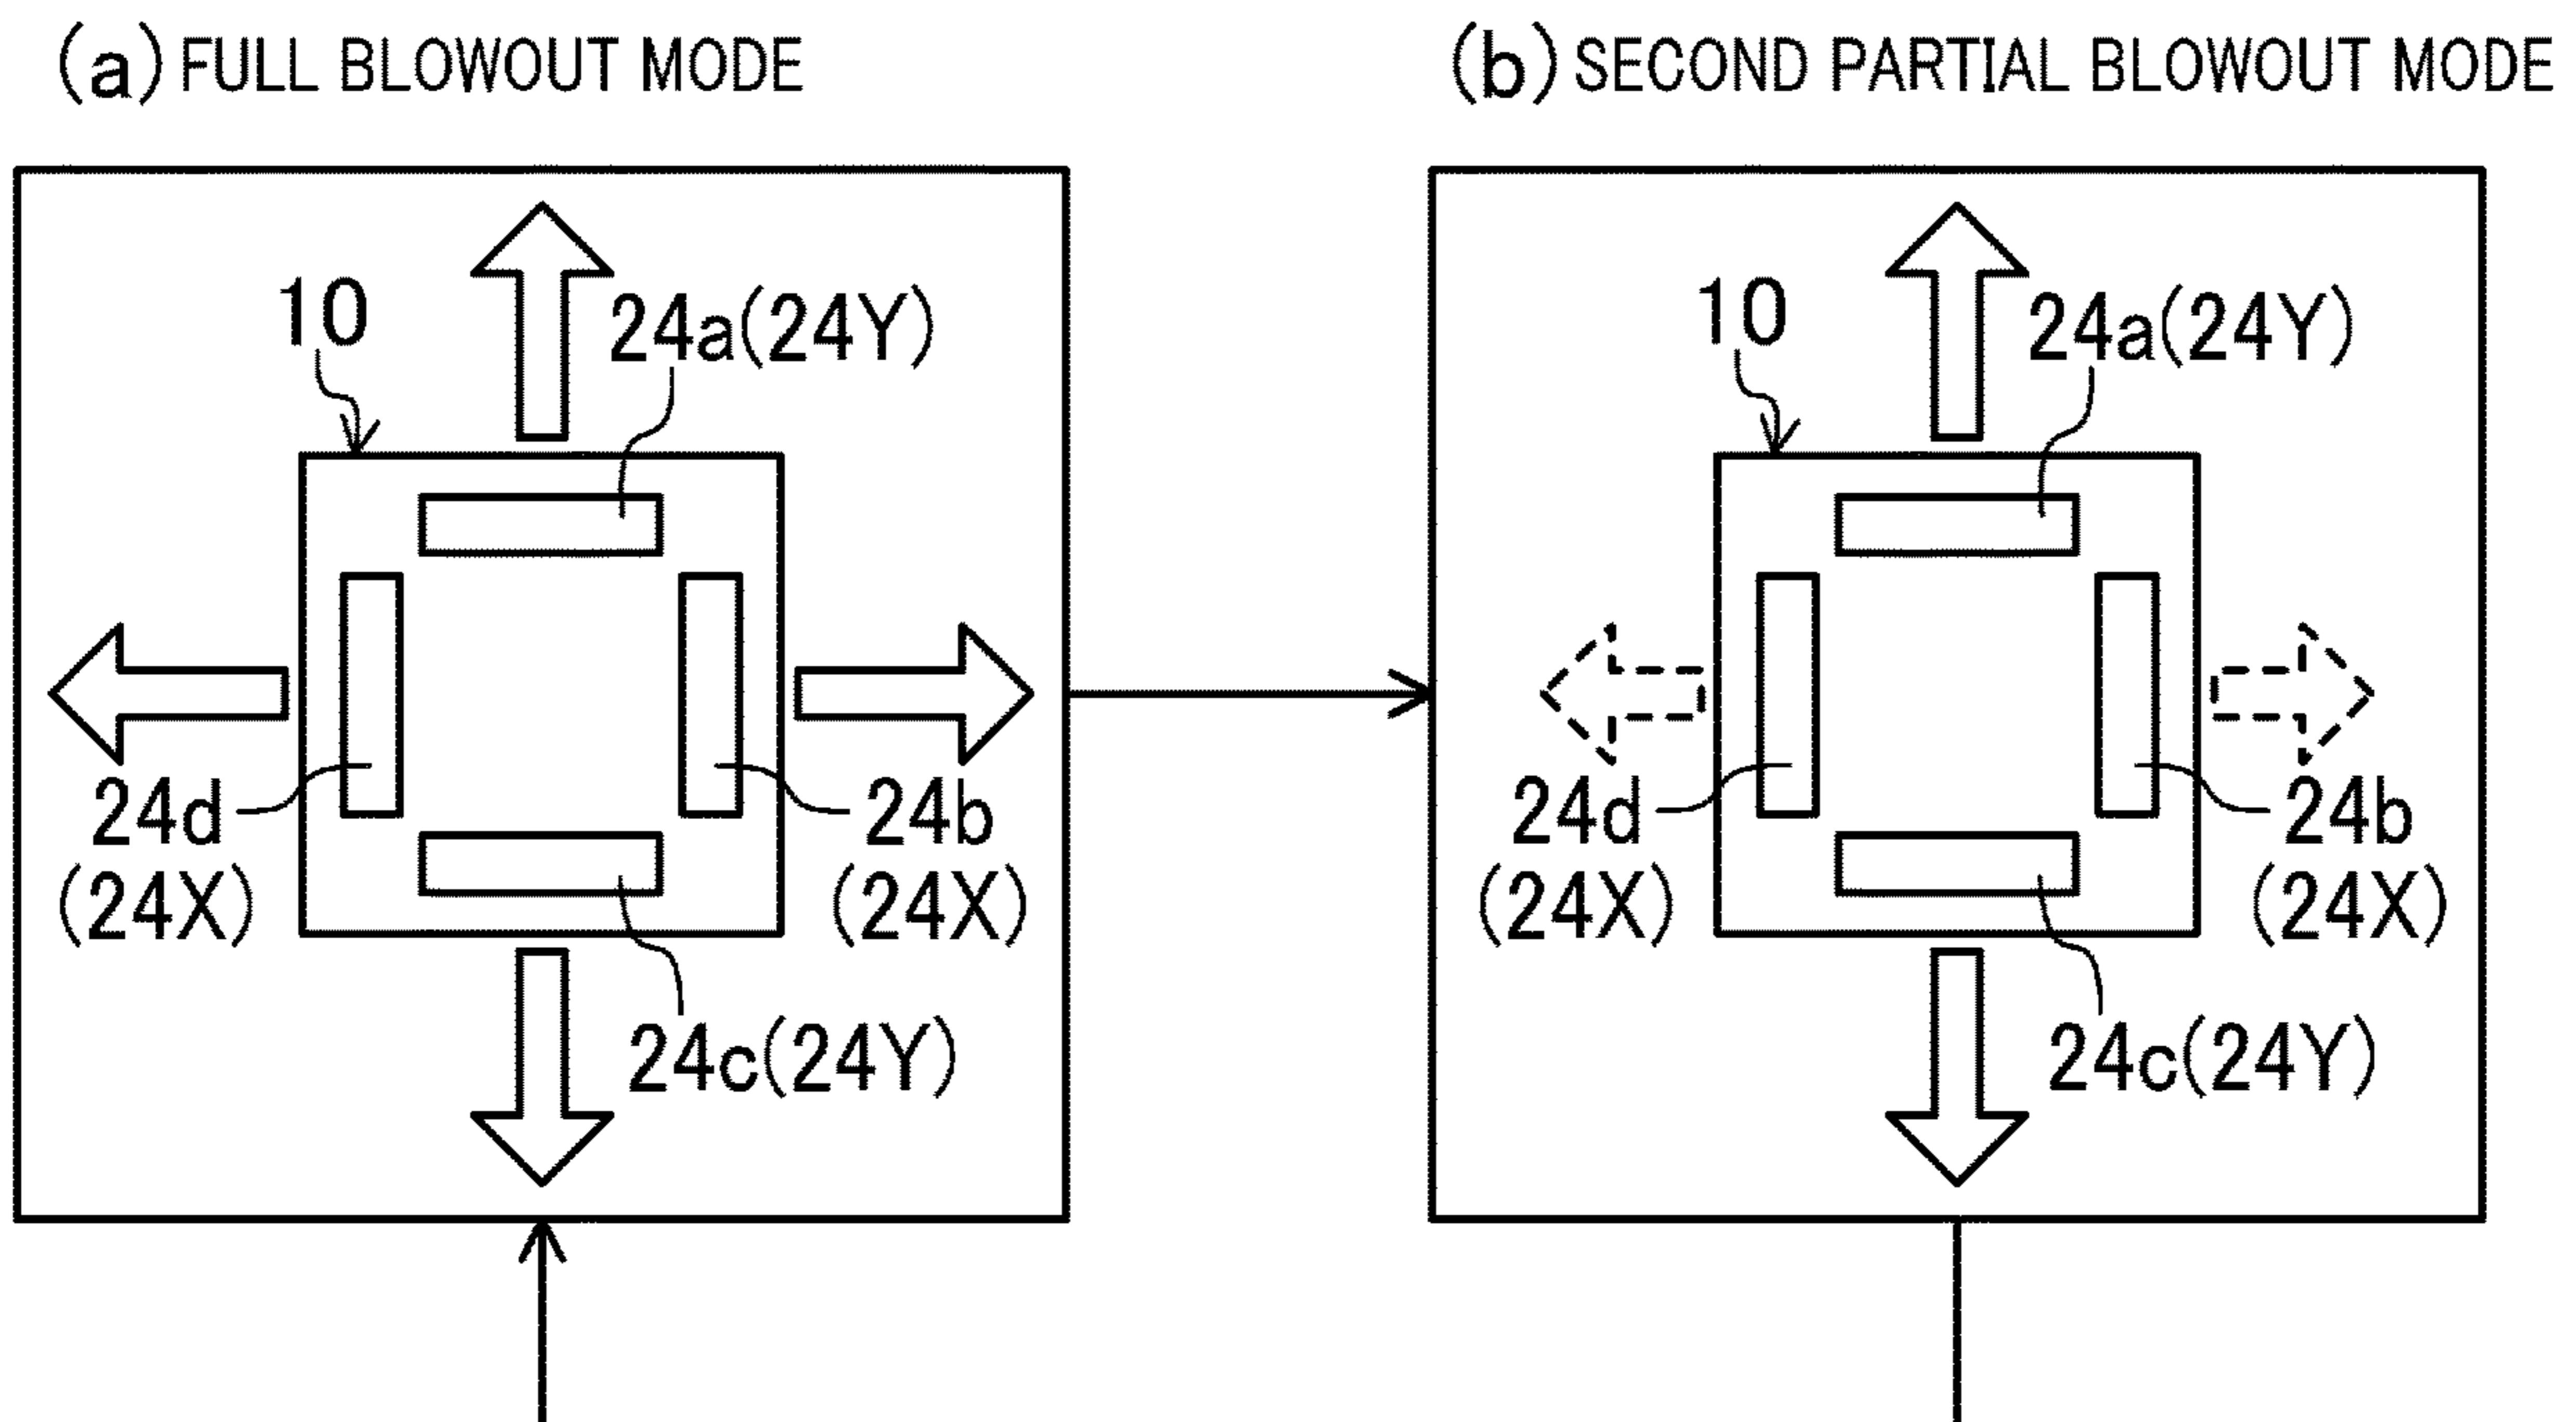 (a) FULL BLOWOUT MODE
10
24a(24Y)
24d
(24X)
24b
(24X)
24c(24Y)
(b) SECOND PARTIAL BLOWOUT MODE
10
24a(24Y)
24d
(24X)
24b
(24X)
24c(24Y)